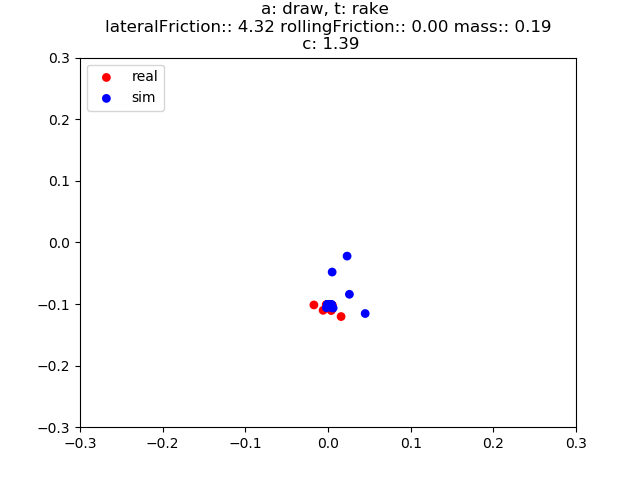 a: draw, t: rake
lateralFriction:: 4.32 rollingFriction:: 0.00 mass:: 0.19
c: 1.39
real
sim
0.3
0.2
0.1
0.0
−0.1
−0.2
−0.3
−0.3 −0.2 −0.1 0.0 0.1 0.2 0.3